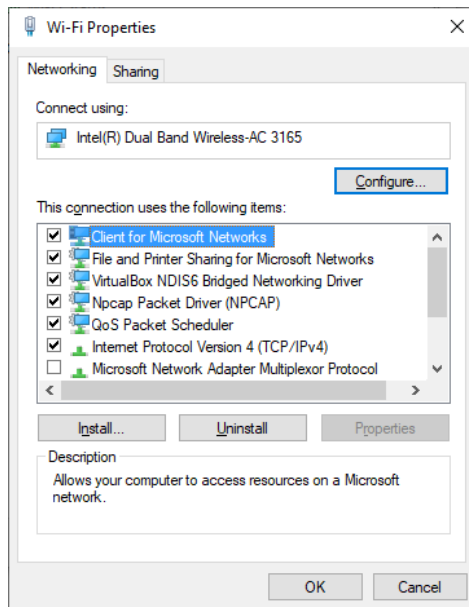 Wi-Fi Properties
Networking
Sharing
Connect using:
Intel(R) Dual Band Wireless-AC 3165
Configure...
This connection uses the following items:
Client for Microsoft Networks
File and Printer Sharing for Microsoft Networks
VirtualBox NDIS6 Bridged Networking Driver
Npcap Packet Driver (NPCAP)
QoS Packet Scheduler
Internet Protocol Version 4 (TCP/IPv4)
Microsoft Network Adapter Multiplexor Protocol
Install...
Uninstall
Properties
Description
Allows your computer to access resources on a Microsoft
network.
OK
Cancel